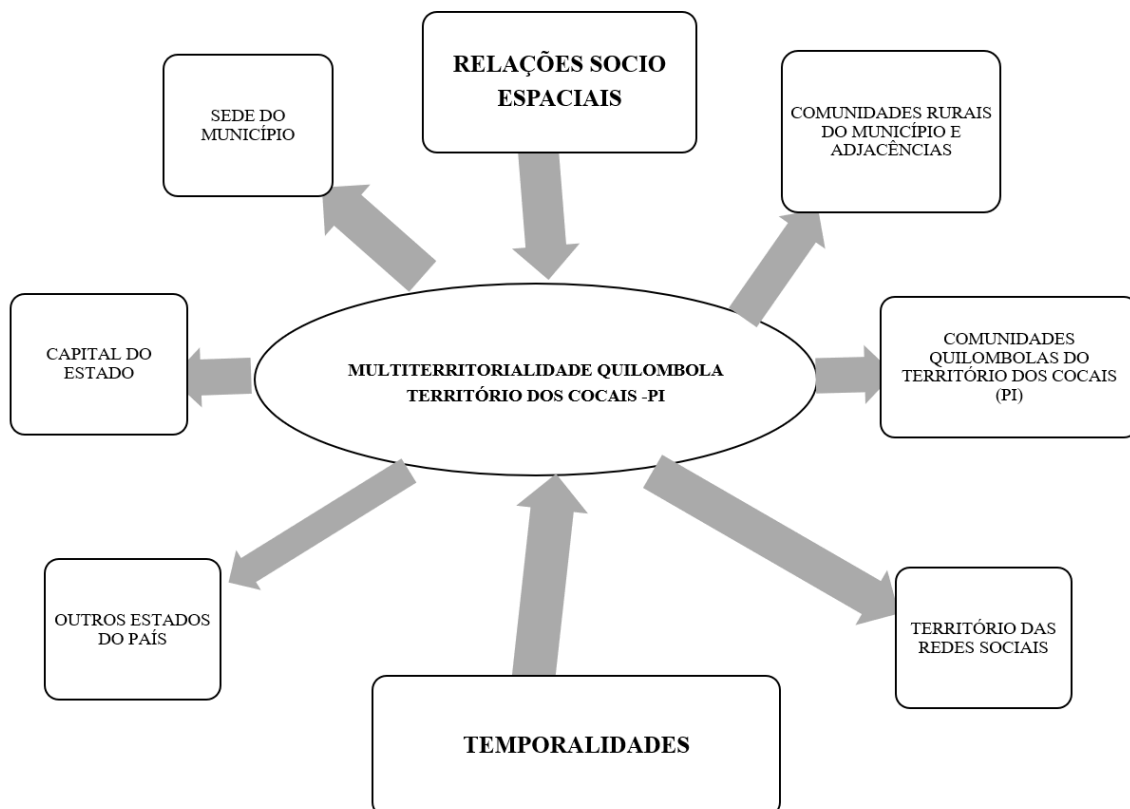 RELAÇÕES SOCIO
ESPACIAIS
SEDE DO
MUNICÍPIO
COMUNIDADES RURAIS
DO MUNICÍPIO E
ADJACÊNCIAS
CAPITAL DO
ESTADO
MULTITERRITORIALIDADE QUILOMBOLA
TERRITÓRIO DOS COCAIS -PI
COMUNIDADES
QUILOMBOLAS DO
TERRITÓRIO DOS COCAIS
(PI)
OUTROS ESTADOS
DO PAÍS
TERRITÓRIO DAS
REDES SOCIAIS
TEMPORALIDADES